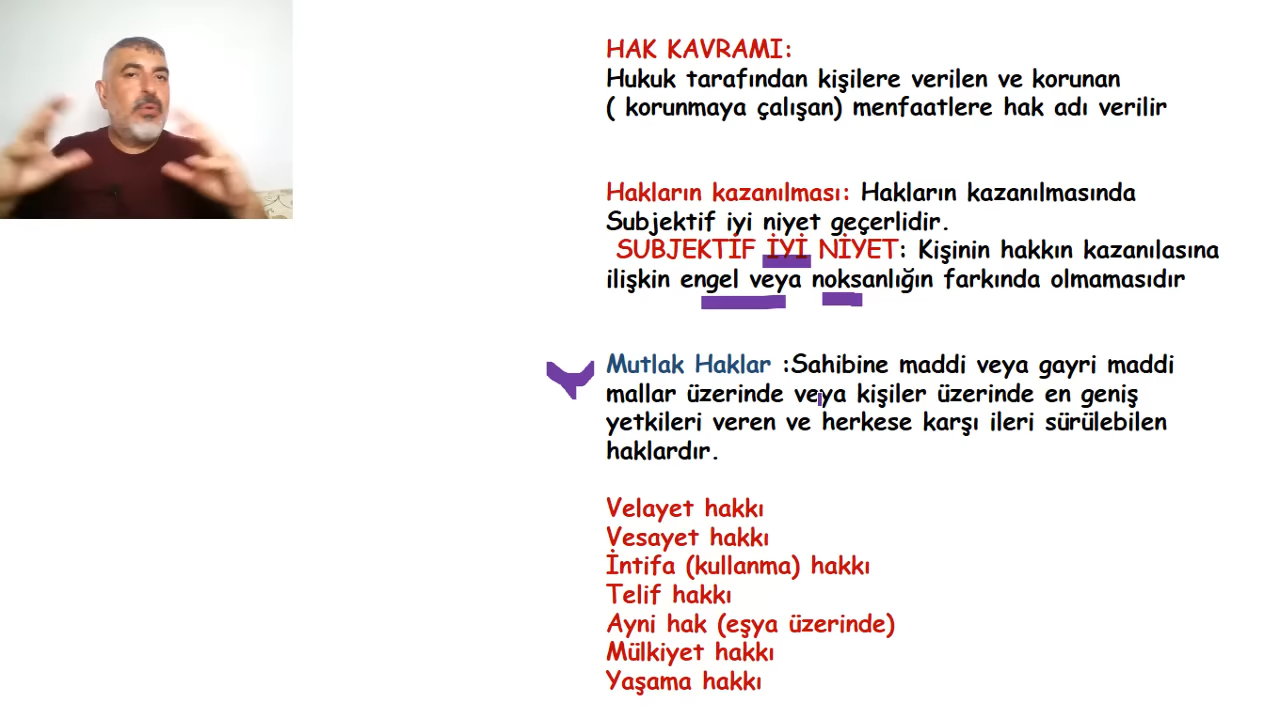 HAK KAVRAMI:
Hukuk tarafından kişilere verilen ve korunan
( korunmaya çalışan) menfaatlere hak adı verilir
Hakların kazanılması: Hakların kazanılmasında
Subjektif iyi niyet geçerlidir.
SUBJEKTİF İYİ NİYET: Kişinin hakkın kazanılasına
ilişkin engel veya noksanlığın farkında olmamasıdır
Mutlak Haklar :Sahibine maddi veya gayri maddi
mallar üzerinde veya kişiler üzerinde en geniş
yetkileri veren ve herkese karşı ileri sürülebilen
haklardır.
Velayet hakkı
Vesayet hakkı
İntifa (kullanma) hakkı
Telif hakkı
Ayni hak (eşya üzerinde)
Mülkiyet hakkı
Yaşama hakkı